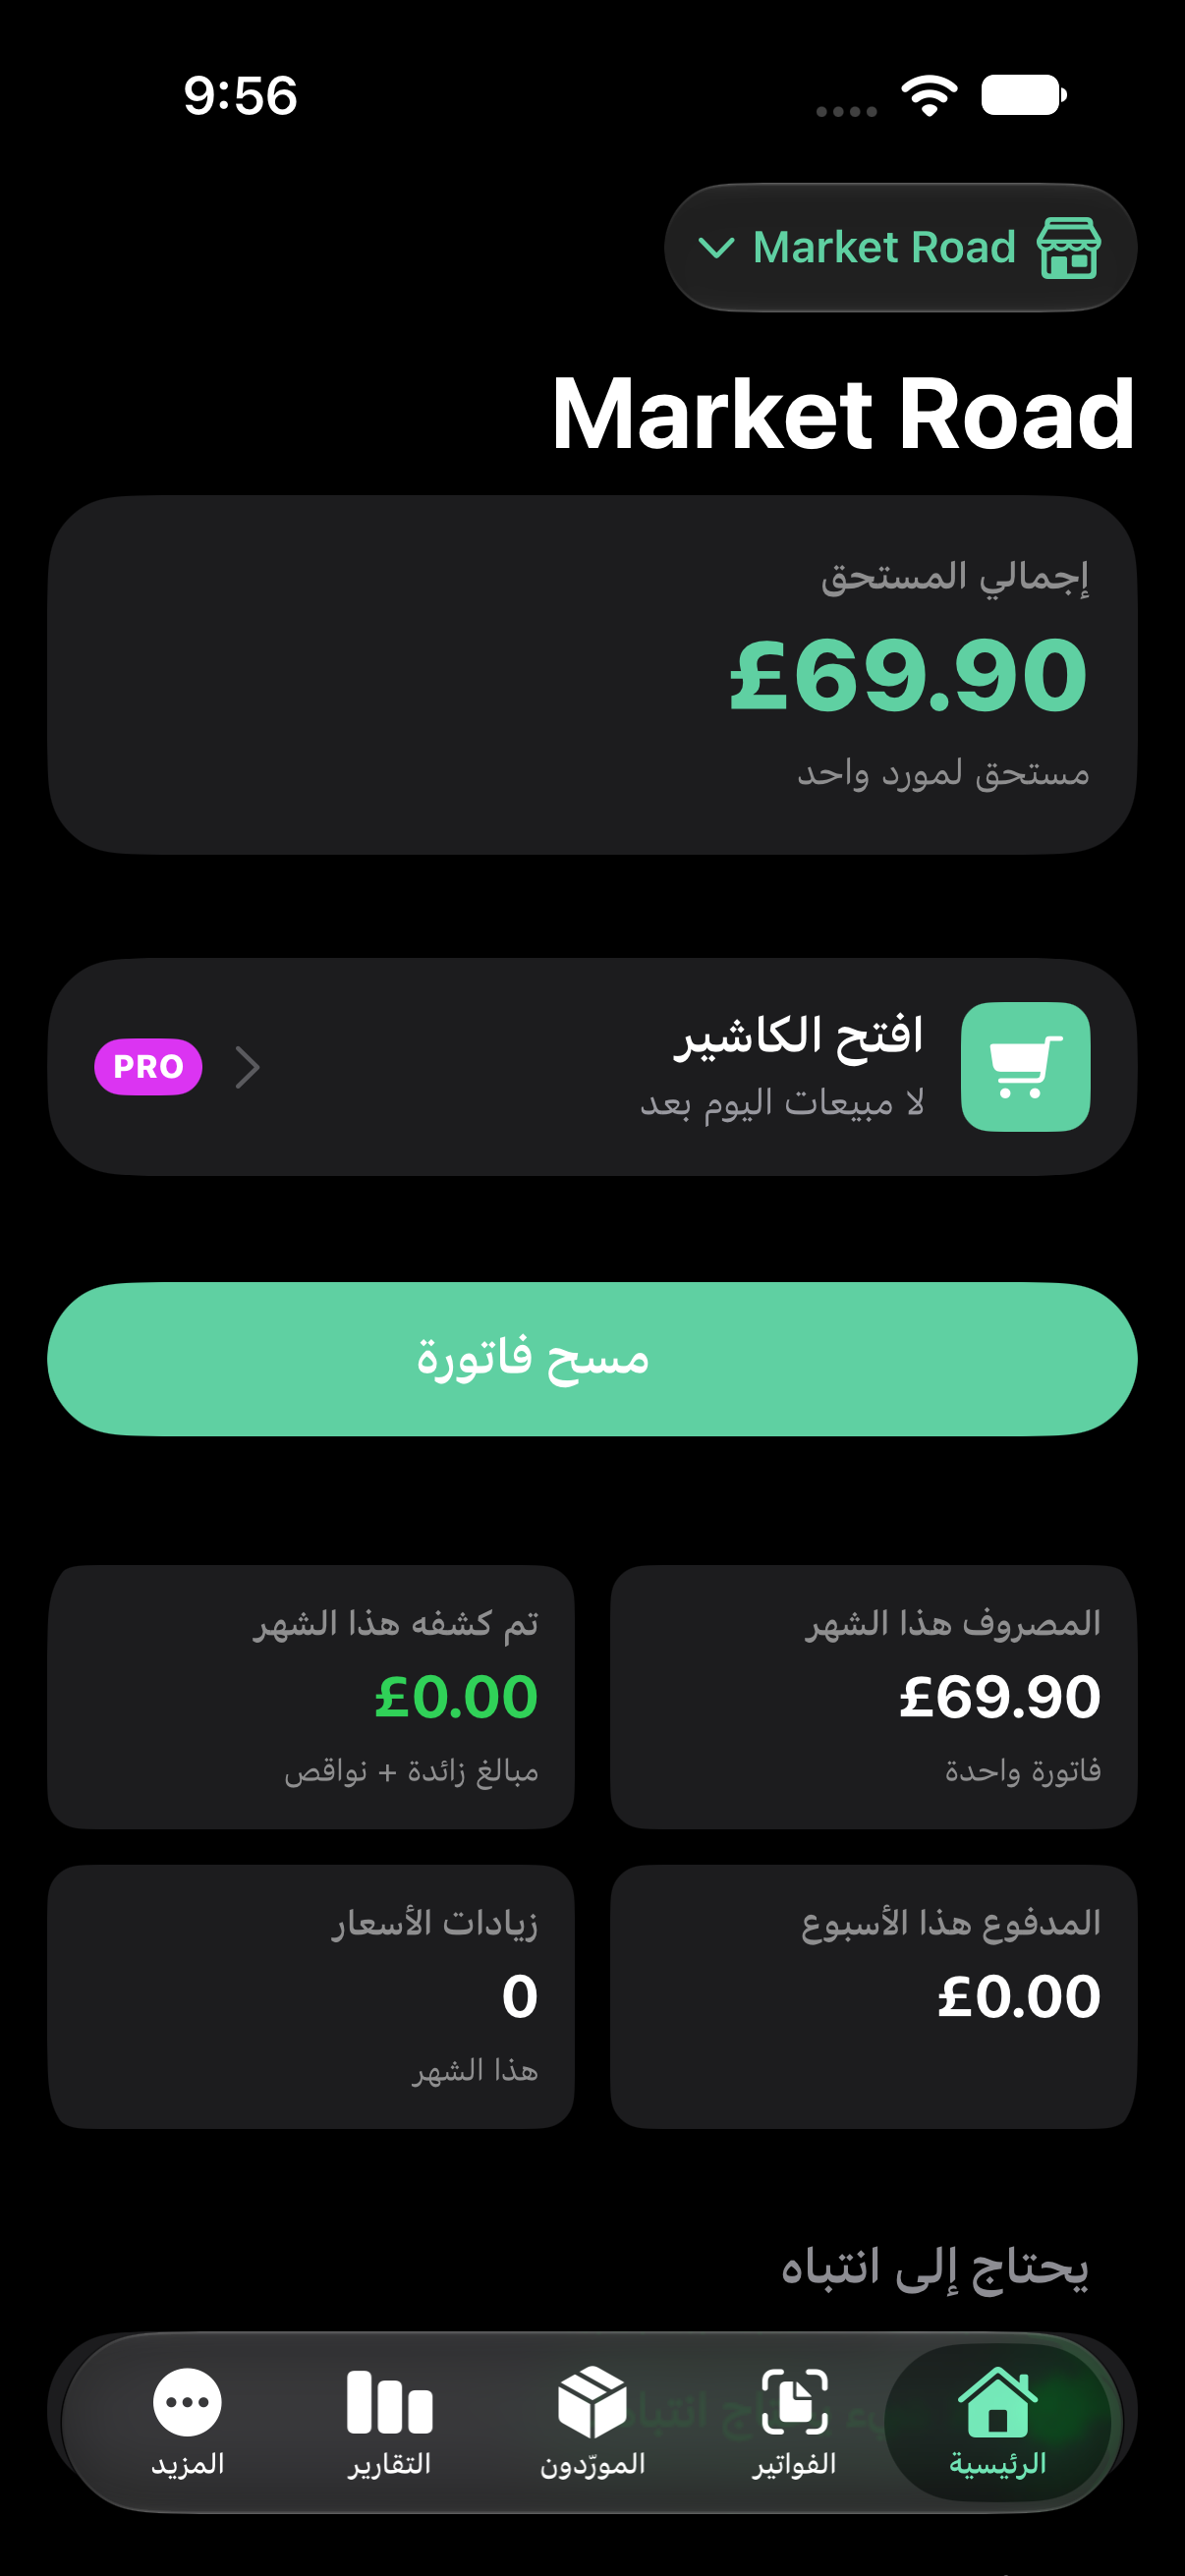 9:56
Market Road
Market Road
إجمالي المستحق
£69.90
مستحق لمورد واحد
افتح الكاشير
لا مبيعات اليوم بعد
PRO
مسح فاتورة
المصروف هذا الشهر
£69.90
فاتورة واحدة
تم كشفه هذا الشهر
£0.00
مبالغ زائدة + نواقص
المدفوع هذا الأسبوع
£0.00
زيادات الأسعار
0
هذا الشهر
يحتاج إلى انتباه
الرئيسية
الفواتير
المورّدون
التقارير
المزيد